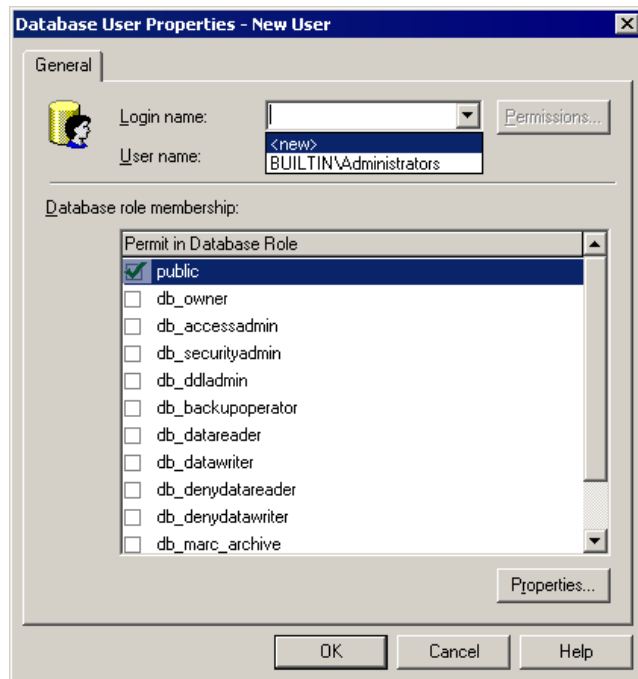 Database User Properties - New User
General
Login name:
Permissions...
<new>
User name:
BUILTIN\Administrators
Database role membership:
Permit in Database Role
public
db_owner
db_accessadmin
db_securityadmin
db_ddladmin
db_backupoperator
db_datareader
db_datawriter
db_denydatareader
db_denydatawriter
db_marc_archive
Properties...
OK Cancel Help